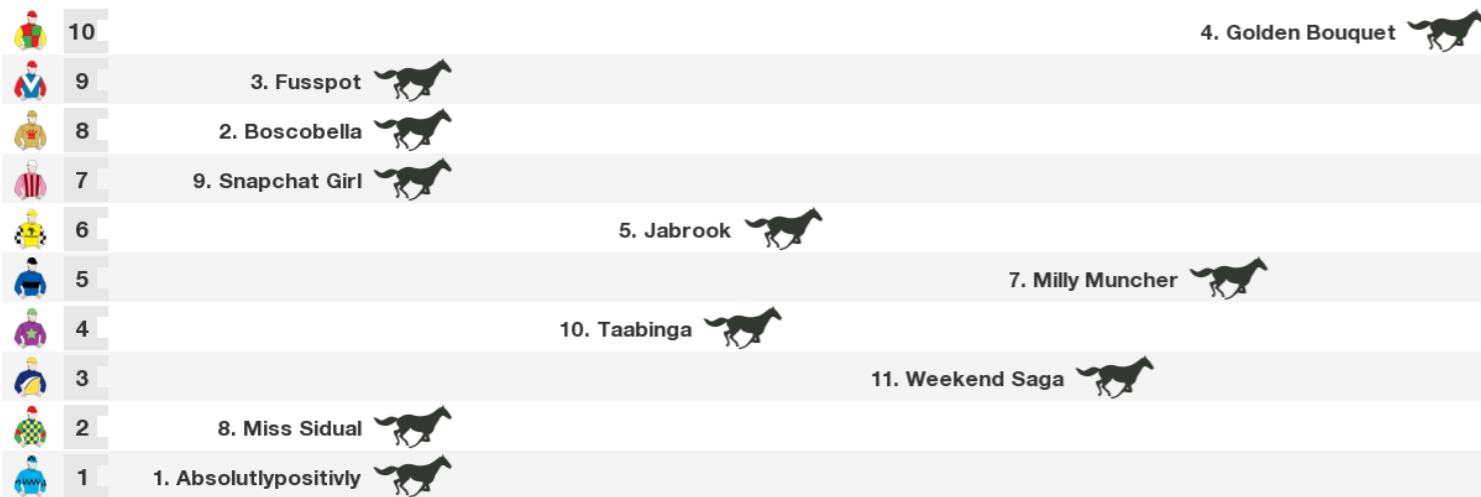 10 4. Golden Bouquet
9 3. Fusspot
8 2. Boscobella
7 9. Snapchat Girl
6 5. Jabrook
5 7. Milly Muncher
4 10. Taabinga
3 11. Weekend Saga
2 8. Miss Sidual
1 1. Absolutlypositivly